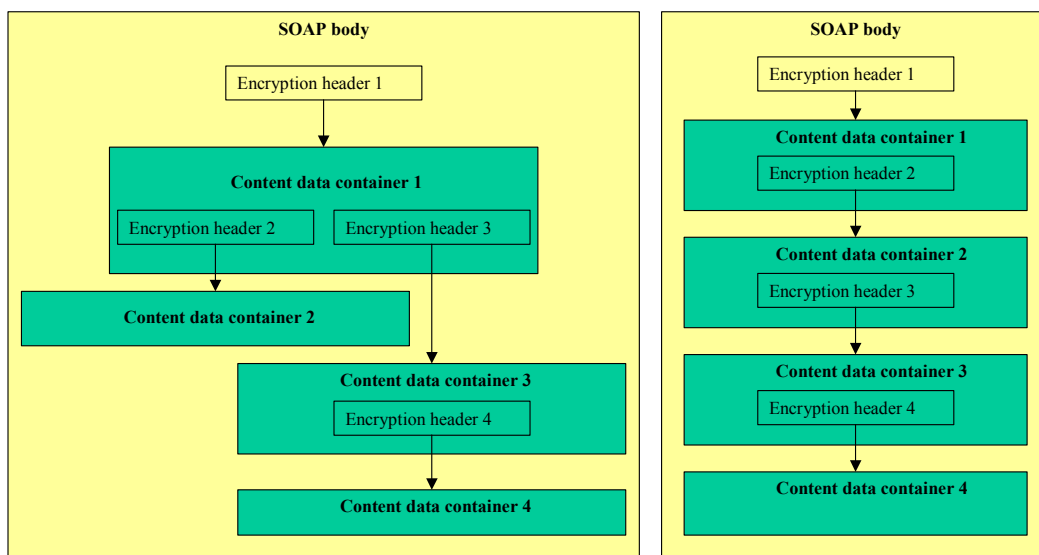 SOAP body
Encryption header 1
Content data container 1
Encryption header 2
Encryption header 3
Content data container 2
Content data container 3
Encryption header 4
Content data container 4
SOAP body
Encryption header 1
Content data container 1
Encryption header 2
Content data container 2
Encryption header 3
Content data container 3
Encryption header 4
Content data container 4